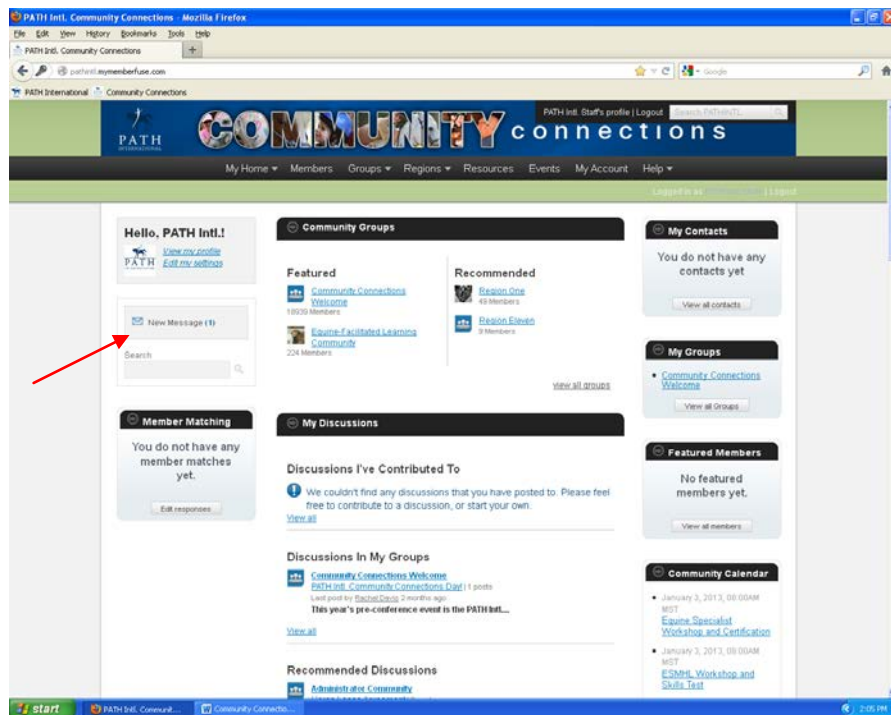 PATH Intl. Community Connections - Mozilla Firefox
File Edit View History Bookmarks Tools Help
PATH Intl. Community Connections
pathintl.mymemberfuse.com
Google
PATH International Community Connections
PATH Intl. Staff's profile | Logout
Search PATHINTL
PATH
INTERNATIONAL
COMMUNITY connections
My Home Members Groups Regions Resources Events My Account Help
Logged in as
| Logout
Hello, PATH Intl.!
PATH
View my profile
Edit my settings
New Message (1)
Search
Member Matching
You do not have any
member matches
yet.
Edit responses
Community Groups
Featured
Community Connections
Welcome
Members
Equine-Facilitated Learning
Community
224 Members
Recommended
Region One
49 Members
Region Eleven
9 Members
view all groups
My Discussions
Discussions I've Contributed To
We couldn't find any discussions that you have posted to. Please feel
free to contribute to a discussion, or start your own.
View all
Discussions In My Groups
Community Connections Welcome
PATH Intl. Community Connections Day! | 1 posts
Last post by Rachel Davis 2 months ago
This year's pre-conference event is the PATH Intl....
View all
Recommended Discussions
Administrator Community
My Contacts
You do not have any
contacts yet
View all contacts
My Groups
Community Connections
Welcome
View all Groups
Featured Members
No featured
members yet.
View all members
Community Calendar
January 3, 2013, 08:00AM
MST
Equine Specialist
Workshop and Certification
January 3, 2013, 08:00AM
MST
ESMHL Workshop and
Skills Test
start
PATH Intl. Communit...
Community Connectio...
2:05 PM